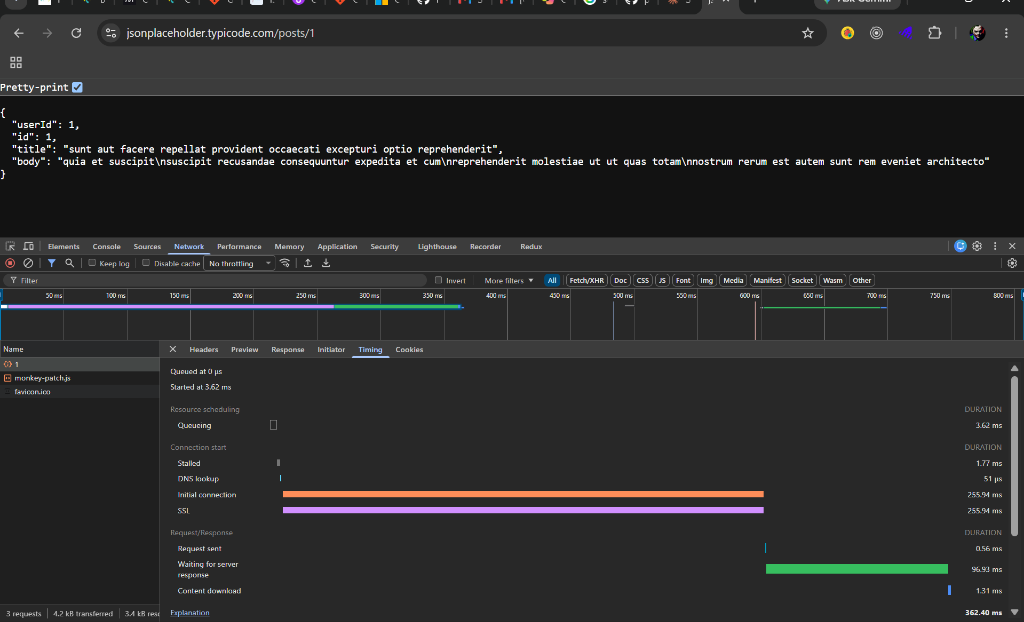 jsonplaceholder.typicode.com/posts/1
Pretty-print
{
"userId": 1,
"id": 1,
"title": "sunt aut facere repellat provident occaecati excepturi optio reprehenderit",
"body": "quia et suscipit\nsuscipit recusandae consequuntur expedita et cum\nreprehenderit molestiae ut ut quas totam\nnostrum rerum est autem sunt rem eveniet architecto"
}
Elements Console Sources Network Performance Memory Application Security Lighthouse Recorder Redux
Keep log Disable cache No throttling
Filter Invert More filters All Fetch/XHR Doc CSS JS Font Img Media Manifest Socket Wasm Other
50 ms 100 ms 150 ms 200 ms 250 ms 300 ms 350 ms 400 ms 450 ms 500 ms 550 ms 600 ms 650 ms 700 ms 750 ms 800 ms
Name
1
monkey-patch.js
favicon.ico
Headers Preview Response Initiator Timing Cookies
Queued at 0 µs
Started at 3.62 ms
Resource scheduling DURATION
Queueing 3.62 ms
Connection start DURATION
Stalled 1.77 ms
DNS lookup 51 µs
Initial connection 255.94 ms
SSL 255.94 ms
Request/Response DURATION
Request sent 0.56 ms
Waiting for server
response 96.93 ms
Content download 1.31 ms
3 requests 4.2 kB transferred 3.4 kB reso
Explanation 362.40 ms